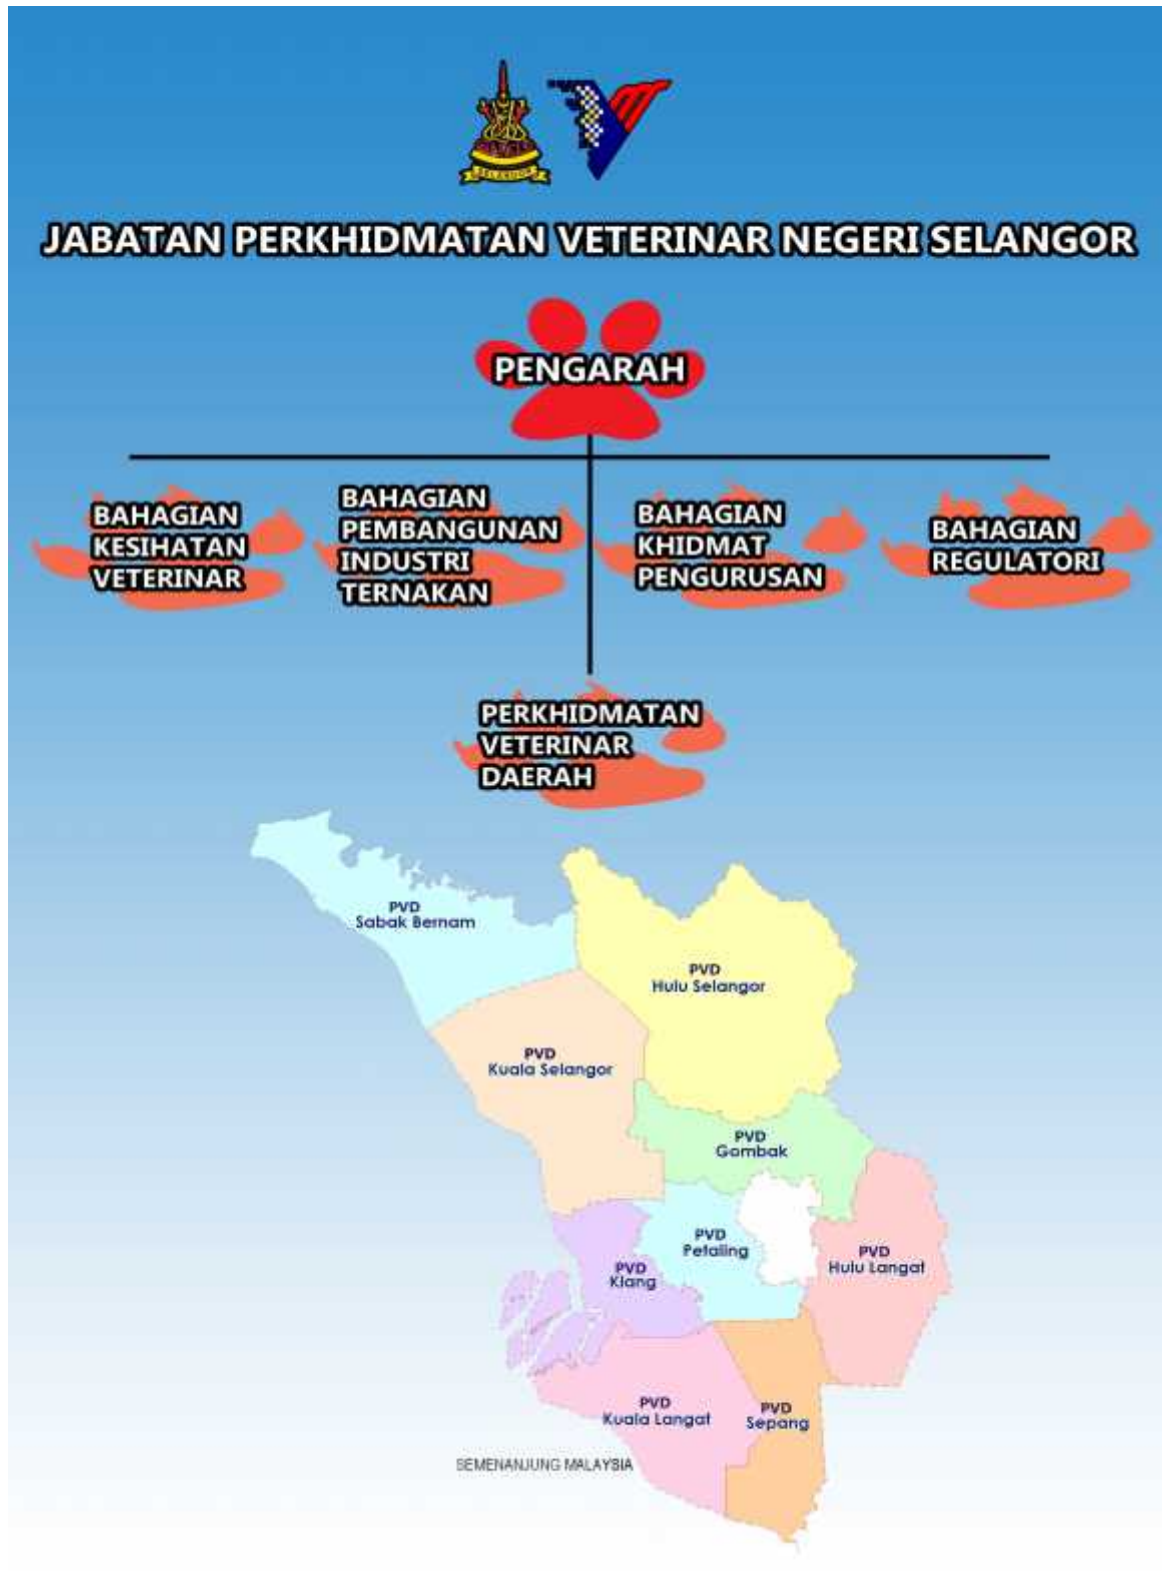 SELANGOR
JABATAN PERKHIDMATAN VETERINAR NEGERI SELANGOR
PENGARAH
BAHAGIAN
KESIHATAN
VETERINAR
BAHAGIAN
PEMBANGUNAN
INDUSTRI
TERNAKAN
BAHAGIAN
KHIDMAT
PENGURUSAN
BAHAGIAN
REGULATORI
PERKHIDMATAN
VETERINAR
DAERAH
PVD
Sabak Bernam
PVD
Hulu Selangor
PVD
Kuala Selangor
PVD
Gombak
PVD
Petaling
PVD
Hulu Langat
PVD
Klang
PVD
Kuala Langat
PVD
Sepang
SEMENANJUNG MALAYSIA